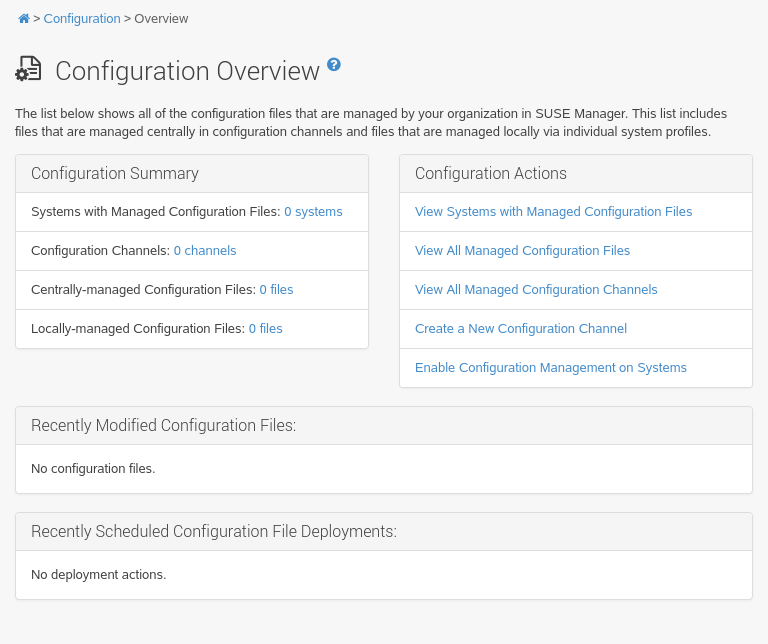 > Configuration > Overview
Configuration Overview ?
The list below shows all of the configuration files that are managed by your organization in SUSE Manager. This list includes
files that are managed centrally in configuration channels and files that are managed locally via individual system profiles.
Configuration Summary
Systems with Managed Configuration Files: 0 systems
Configuration Channels: 0 channels
Centrally-managed Configuration Files: 0 files
Locally-managed Configuration Files: 0 files
Configuration Actions
View Systems with Managed Configuration Files
View All Managed Configuration Files
View All Managed Configuration Channels
Create a New Configuration Channel
Enable Configuration Management on Systems
Recently Modified Configuration Files:
No configuration files.
Recently Scheduled Configuration File Deployments:
No deployment actions.